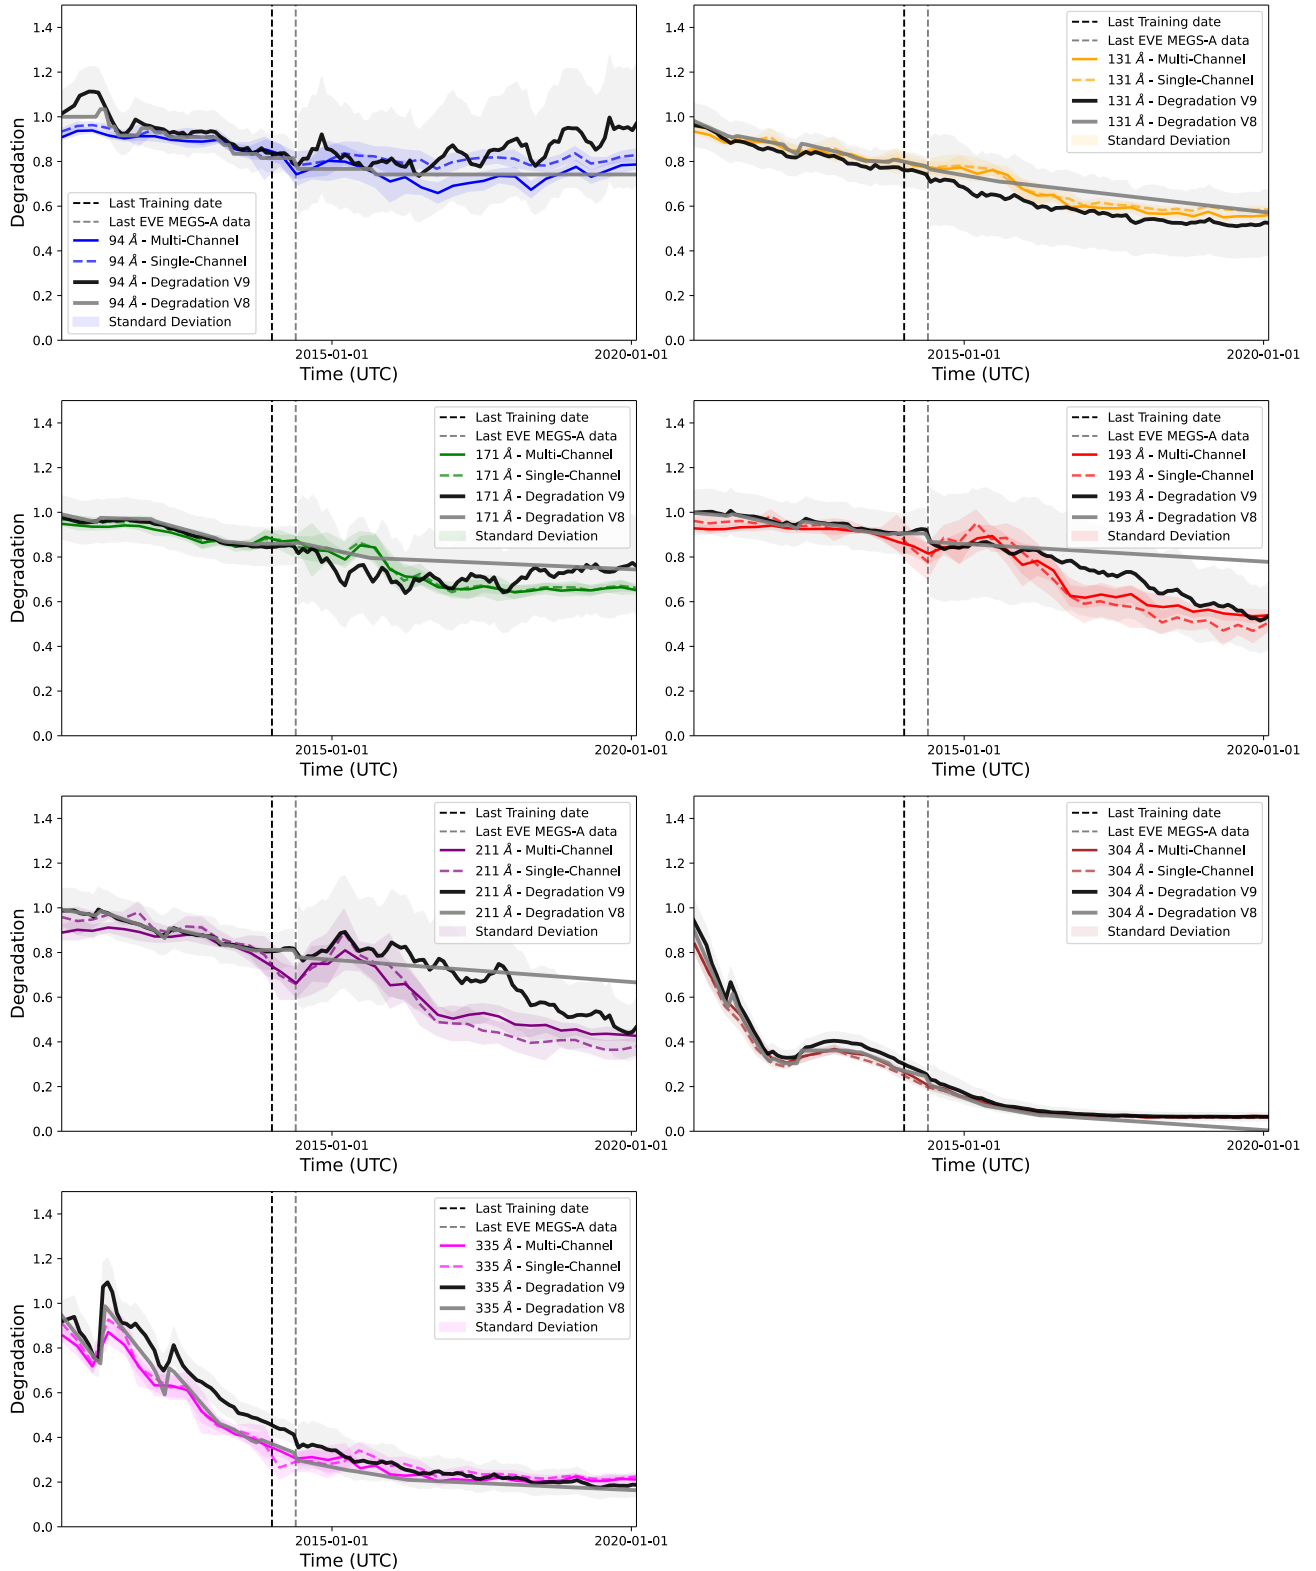 1.4
1.2
1.0
0.8
0.6
0.4
0.2
0.0
Degradation
Last Training date
Last EVE MEGS-A data
94 Å - Multi-Channel
94 Å - Single-Channel
94 Å - Degradation V9
94 Å - Degradation V8
Standard Deviation
2015-01-01
2020-01-01
Time (UTC)
1.4
1.2
1.0
0.8
0.6
0.4
0.2
0.0
Last Training date
Last EVE MEGS-A data
131 Å - Multi-Channel
131 Å - Single-Channel
131 Å - Degradation V9
131 Å - Degradation V8
Standard Deviation
2015-01-01
2020-01-01
Time (UTC)
1.4
1.2
1.0
0.8
0.6
0.4
0.2
0.0
Degradation
Last Training date
Last EVE MEGS-A data
171 Å - Multi-Channel
171 Å - Single-Channel
171 Å - Degradation V9
171 Å - Degradation V8
Standard Deviation
2015-01-01
2020-01-01
Time (UTC)
1.4
1.2
1.0
0.8
0.6
0.4
0.2
0.0
Last Training date
Last EVE MEGS-A data
193 Å - Multi-Channel
193 Å - Single-Channel
193 Å - Degradation V9
193 Å - Degradation V8
Standard Deviation
2015-01-01
2020-01-01
Time (UTC)
1.4
1.2
1.0
0.8
0.6
0.4
0.2
0.0
Degradation
Last Training date
Last EVE MEGS-A data
211 Å - Multi-Channel
211 Å - Single-Channel
211 Å - Degradation V9
211 Å - Degradation V8
Standard Deviation
2015-01-01
2020-01-01
Time (UTC)
1.4
1.2
1.0
0.8
0.6
0.4
0.2
0.0
Last Training date
Last EVE MEGS-A data
304 Å - Multi-Channel
304 Å - Single-Channel
304 Å - Degradation V9
304 Å - Degradation V8
Standard Deviation
2015-01-01
2020-01-01
Time (UTC)
1.4
1.2
1.0
0.8
0.6
0.4
0.2
0.0
Degradation
Last Training date
Last EVE MEGS-A data
335 Å - Multi-Channel
335 Å - Single-Channel
335 Å - Degradation V9
335 Å - Degradation V8
Standard Deviation
2015-01-01
2020-01-01
Time (UTC)